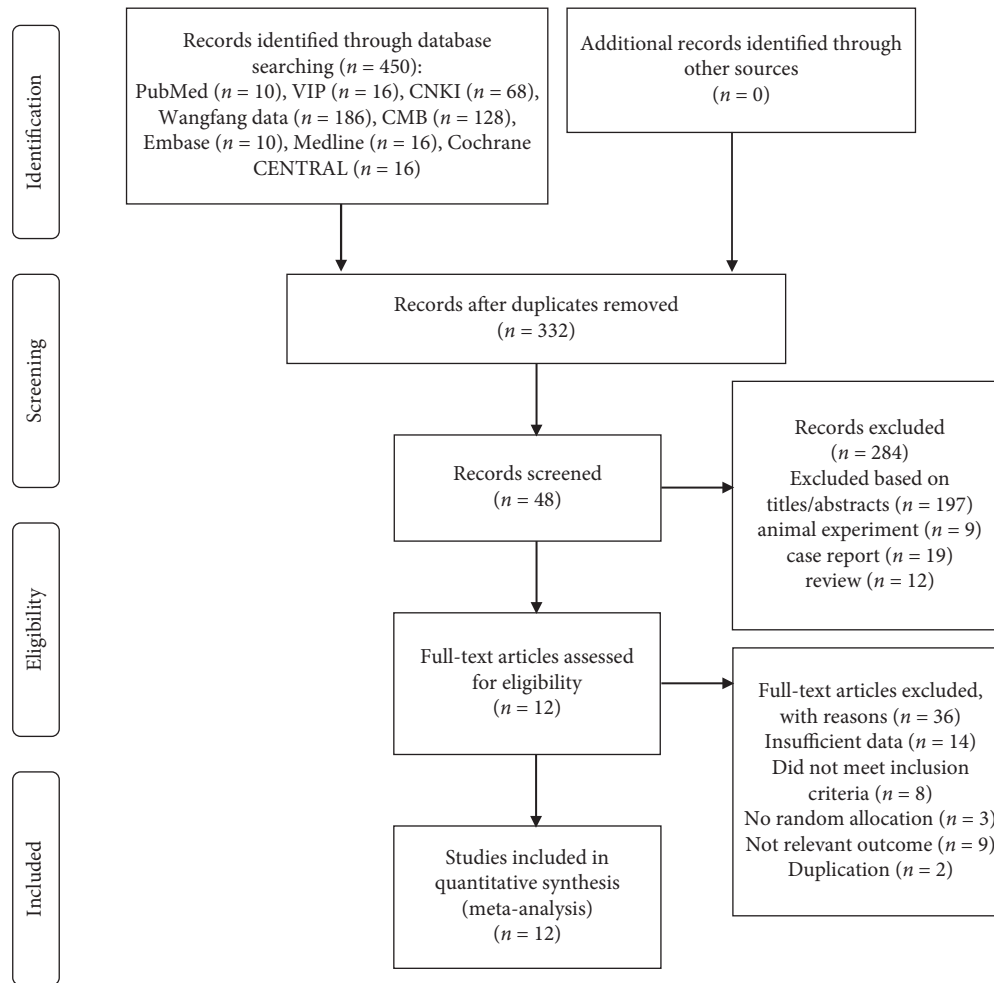 Identification
Records identified through database
searching (n = 450):
PubMed (n = 10), VIP (n = 16), CNKI (n = 68),
Wangfang data (n = 186), CMB (n = 128),
Embase (n = 10), Medline (n = 16), Cochrane
CENTRAL (n = 16)
Additional records identified through
other sources
(n = 0)
Screening
Records after duplicates removed
(n = 332)
Records screened
(n = 48)
Records excluded
(n = 284)
Excluded based on
titles/abstracts (n = 197)
animal experiment (n = 9)
case report (n = 19)
review (n = 12)
Eligibility
Full-text articles assessed
for eligibility
(n = 12)
Full-text articles excluded,
with reasons (n = 36)
Insufficient data (n = 14)
Did not meet inclusion
criteria (n = 8)
No random allocation (n = 3)
Not relevant outcome (n = 9)
Duplication (n = 2)
Included
Studies included in
quantitative synthesis
(meta-analysis)
(n = 12)